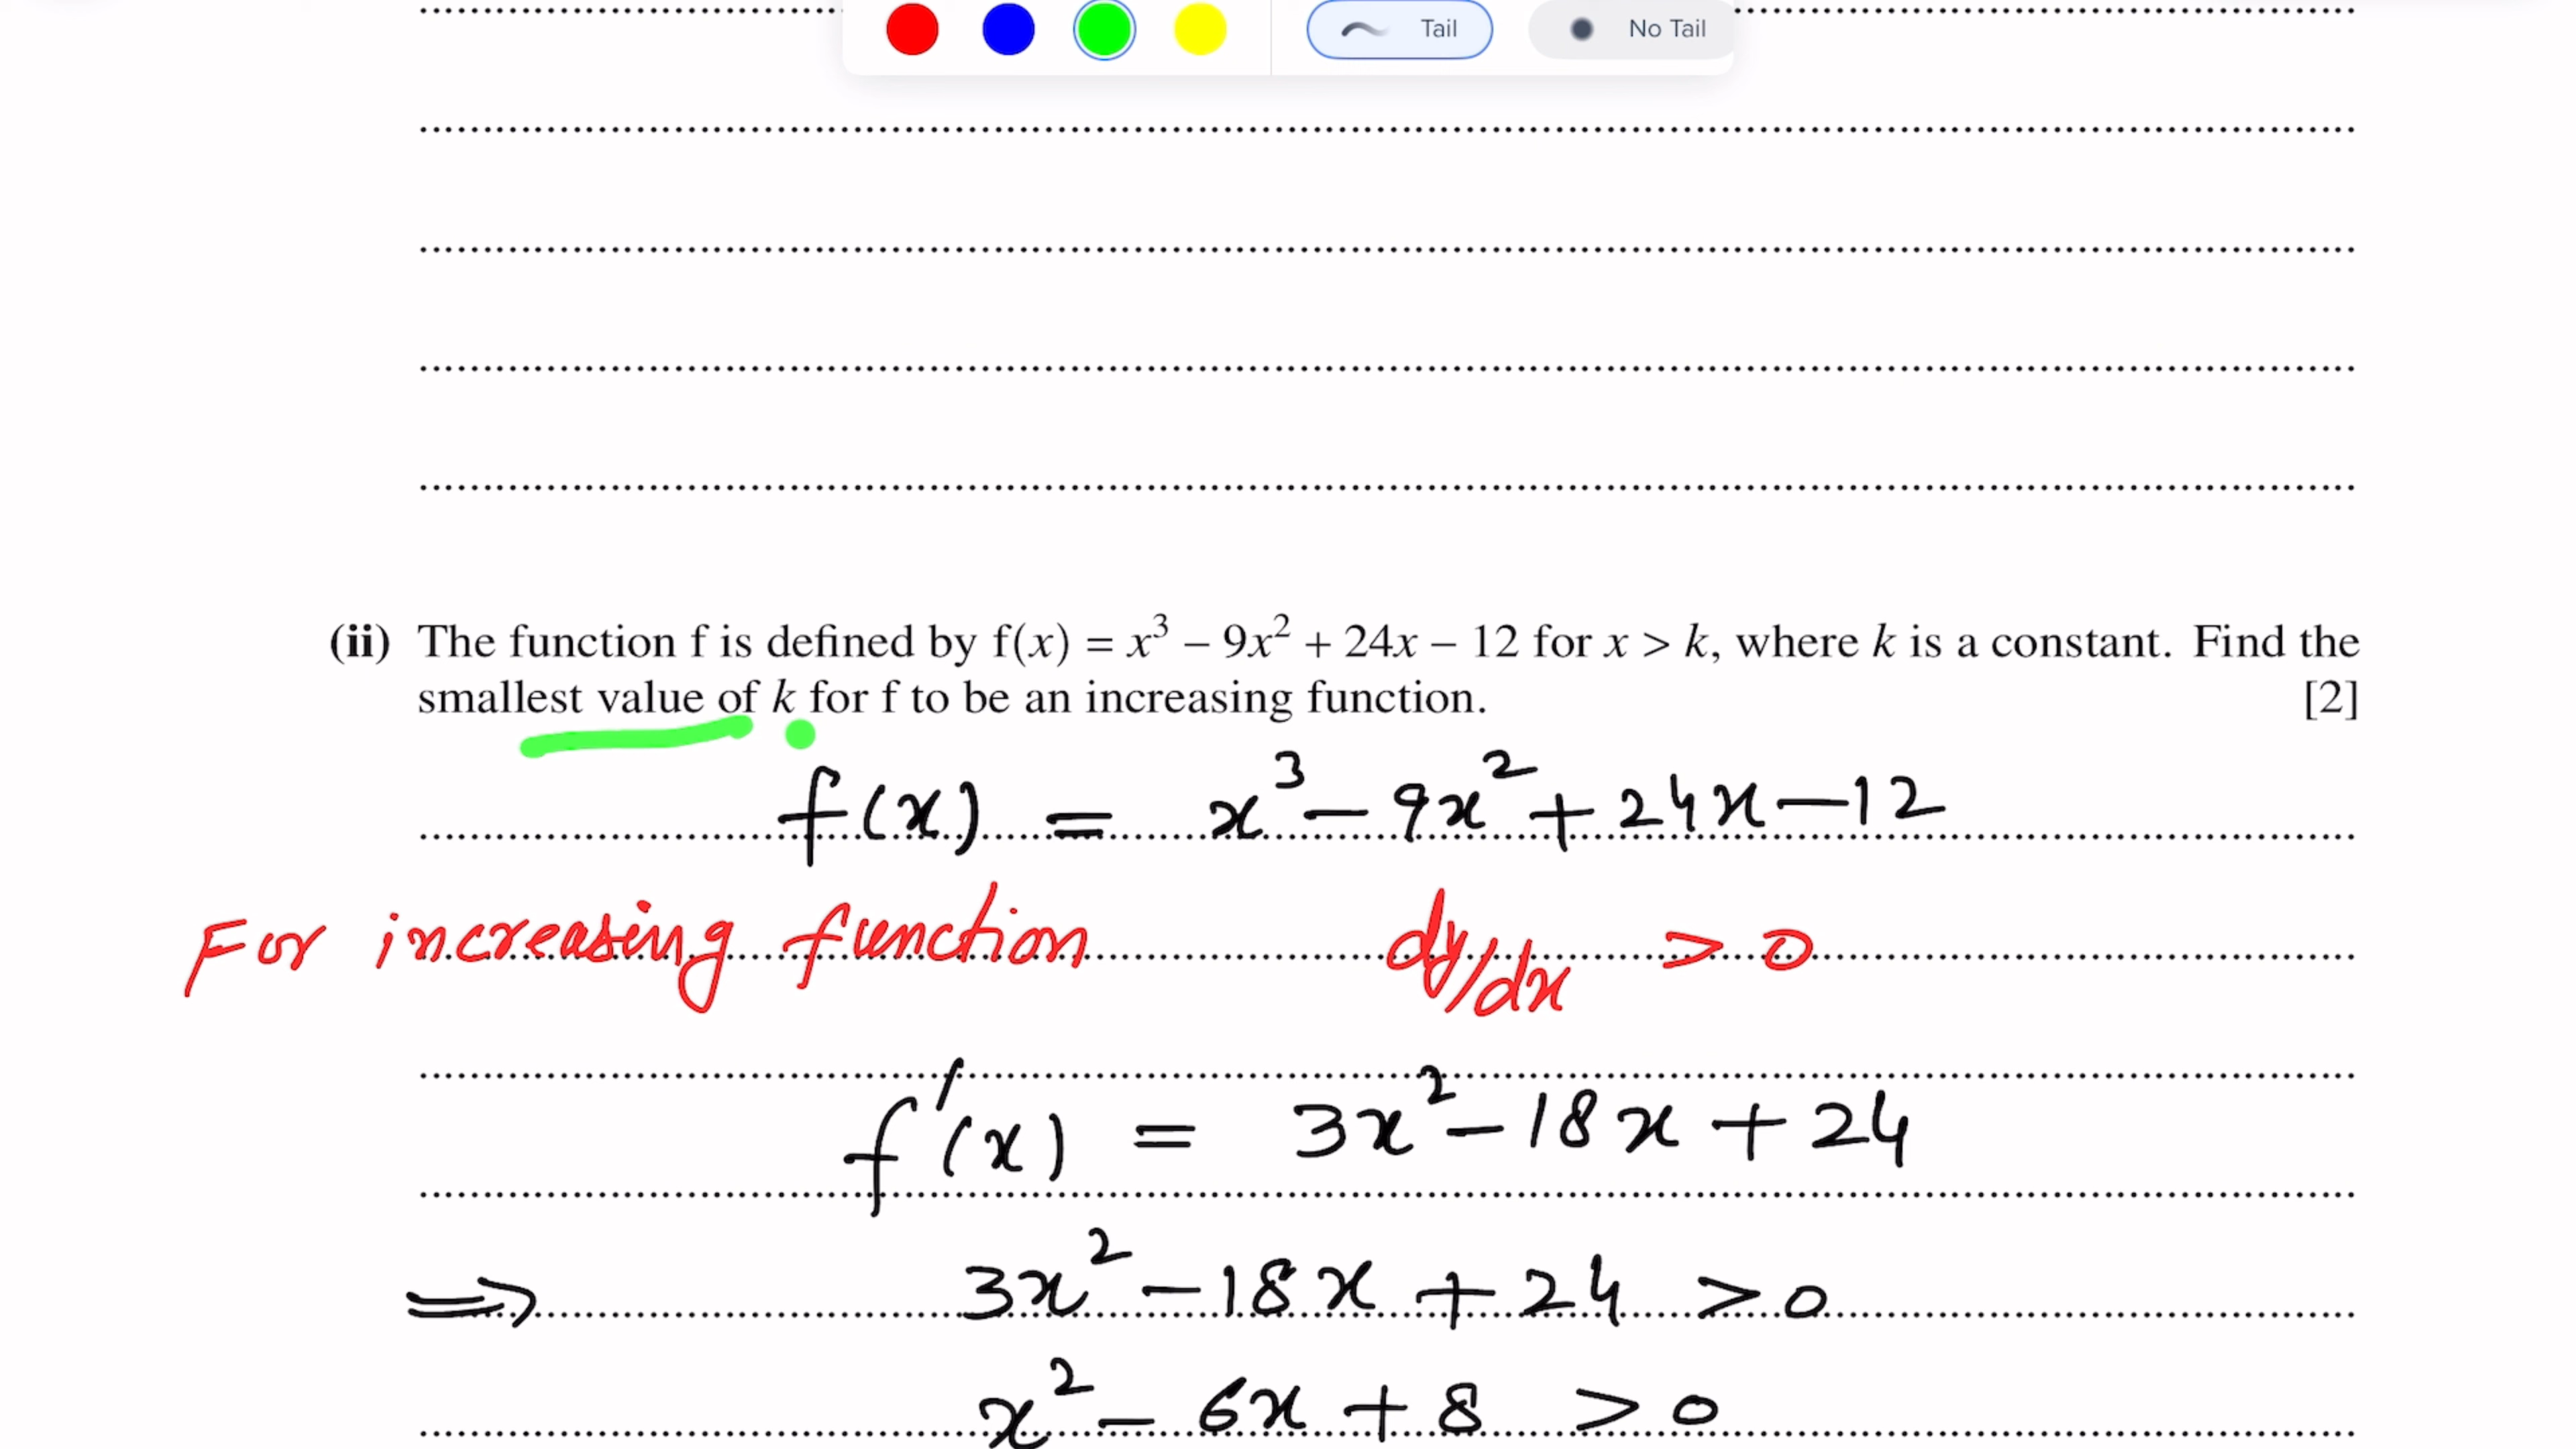 Tail No Tail
(ii) The function f is defined by f(x) = x³ − 9x² + 24x − 12 for x > k, where k is a constant. Find the
smallest value of k for f to be an increasing function. [2]
f(x) = x³ − 9x² + 24x − 12
For increasing function dy/dx > 0
f'(x) = 3x² − 18x + 24
⇒ 3x² − 18x + 24 > 0
x² − 6x + 8 > 0